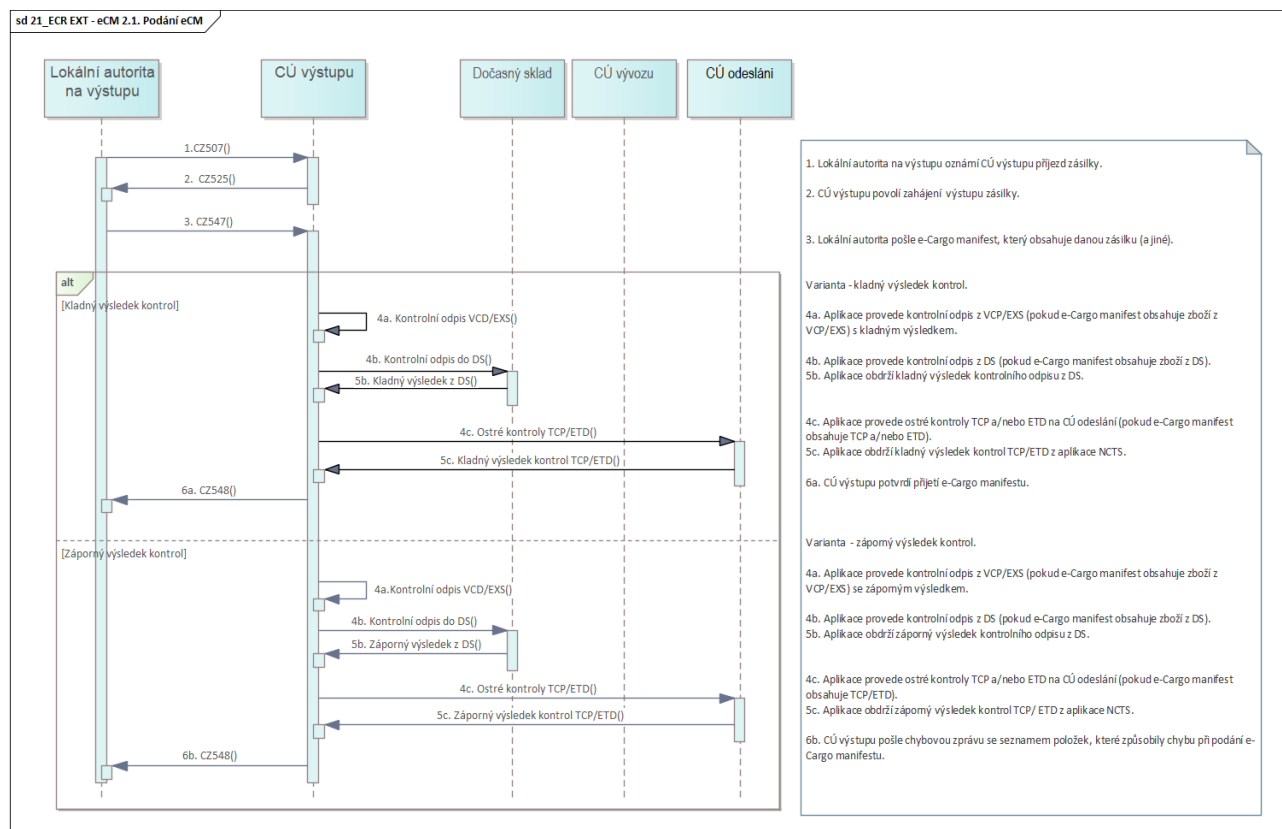 sd 21_ECR EXT - eCM 2.1. Podání eCM
Lokální autorita
na výstupu
CÚ výstupu
Dočasný sklad
CÚ vývozu
CÚ odeslání
1.CZ507()
2. CZ525()
3. CZ547()
alt
[Kladný výsledek kontrol]
4a. Kontrolní odpis VCD/EXS()
4b. Kontrolní odpis do DS()
5b. Kladný výsledek z DS()
4c. Ostré kontroly TCP/ETD()
5c. Kladný výsledek kontrol TCP/ETD()
6a. CZ548()
[Záporný výsledek kontrol]
4a.Kontrolní odpis VCD/EXS()
4b. Kontrolní odpis do DS()
5b. Záporný výsledek z DS()
4c. Ostré kontroly TCP/ETD()
5c. Záporný výsledek kontrol TCP/ETD()
6b. CZ548()
1. Lokální autorita na výstupu oznámí CÚ výstupu příjezd zásilky.
2. CÚ výstupu povolí zahájení výstupu zásilky.
3. Lokální autorita pošle e-Cargo manifest, který obsahuje danou zásilku (a jiné).
Varianta - kladný výsledek kontrol.
4a. Aplikace provede kontrolní odpis z VCP/EXS (pokud e-Cargo manifest obsahuje zboží z
VCP/EXS) s kladným výsledkem.
4b. Aplikace provede kontrolní odpis z DS (pokud e-Cargo manifest obsahuje zboží z DS).
5b. Aplikace obdrží kladný výsledek kontrolního odpisu z DS.
4c. Aplikace provede ostré kontroly TCP a/nebo ETD na CÚ odeslání (pokud e-Cargo manifest
obsahuje TCP a/nebo ETD).
5c. Aplikace obdrží kladný výsledek kontrol TCP/ETD z aplikace NCTS.
6a. CÚ výstupu potvrdí přijetí e-Cargo manifestu.
Varianta - záporný výsledek kontrol.
4a. Aplikace provede kontrolní odpis z VCP/EXS (pokud e-Cargo manifest obsahuje zboží z
VCP/EXS) se záporným výsledkem.
4b. Aplikace provede kontrolní odpis z DS (pokud e-Cargo manifest obsahuje zboží z DS).
5b. Aplikace obdrží záporný výsledek kontrolního odpisu z DS.
4c. Aplikace provede ostré kontroly TCP a/nebo ETD na CÚ odeslání (pokud e-Cargo manifest
obsahuje TCP/ETD).
5c. Aplikace obdrží záporný výsledek kontrol TCP/ ETD z aplikace NCTS.
6b. CÚ výstupu pošle chybovou zprávu se seznamem položek, které způsobily chybu při podání e-
Cargo manifestu.